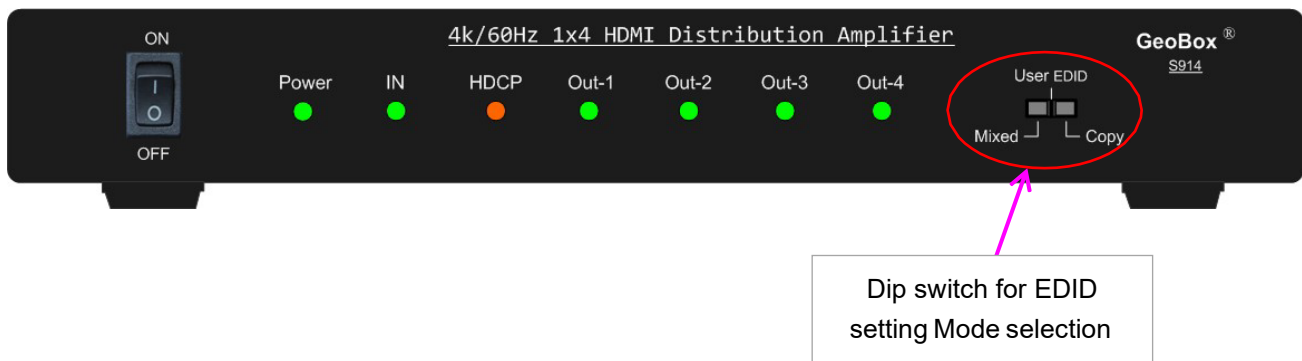 4k/60Hz 1x4 HDMI Distribution Amplifier
GeoBox ®
S914
ON
I
O
OFF
Power
IN
HDCP
Out-1
Out-2
Out-3
Out-4
User EDID
Mixed
Copy
Dip switch for EDID
setting Mode selection